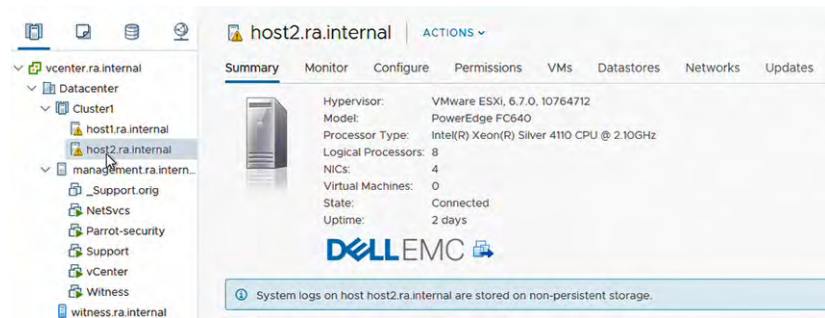 vcenter.ra.internal
Datacenter
Cluster1
host1.ra.internal
host2.ra.internal
management.ra.intern...
_Support.orig
NetSvcs
Parrot-security
Support
vCenter
Witness
witness.ra.internal
host2.ra.internal ACTIONS
Summary Monitor Configure Permissions VMs Datastores Networks Updates
Hypervisor: VMware ESXi, 6.7.0, 10764712
Model: PowerEdge FC640
Processor Type: Intel(R) Xeon(R) Silver 4110 CPU @ 2.10GHz
Logical Processors: 8
NICs: 4
Virtual Machines: 0
State: Connected
Uptime: 2 days
DELLEMC
System logs on host host2.ra.internal are stored on non-persistent storage.